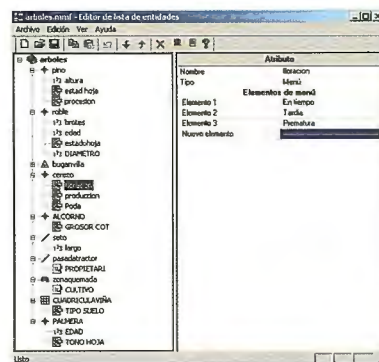 arboles.mmf - Editor de lista de entidades
Archivo Edición Ver Ayuda
arboles
pino
altura
estad hoja
procesion
roble
brotes
edad
estadohoja
DIAMETRO
buganvilla
cerezo
floracion
produccion
Poda
ALCORNO
GROSOR COT
seto
largo
pasadatractor
PROPIETARI
zonaquemada
CULTIVO
CUADRICULAVIÑA
TIPO SUELO
PALMERA
EDAD
TONO HOJA
Atributo
Nombre floracion
Tipo Menú
Elementos de menú
Elemento 1 En tiempo
Elemento 2 Tardia
Elemento 3 Prematura
Nuevo elemento
Listo